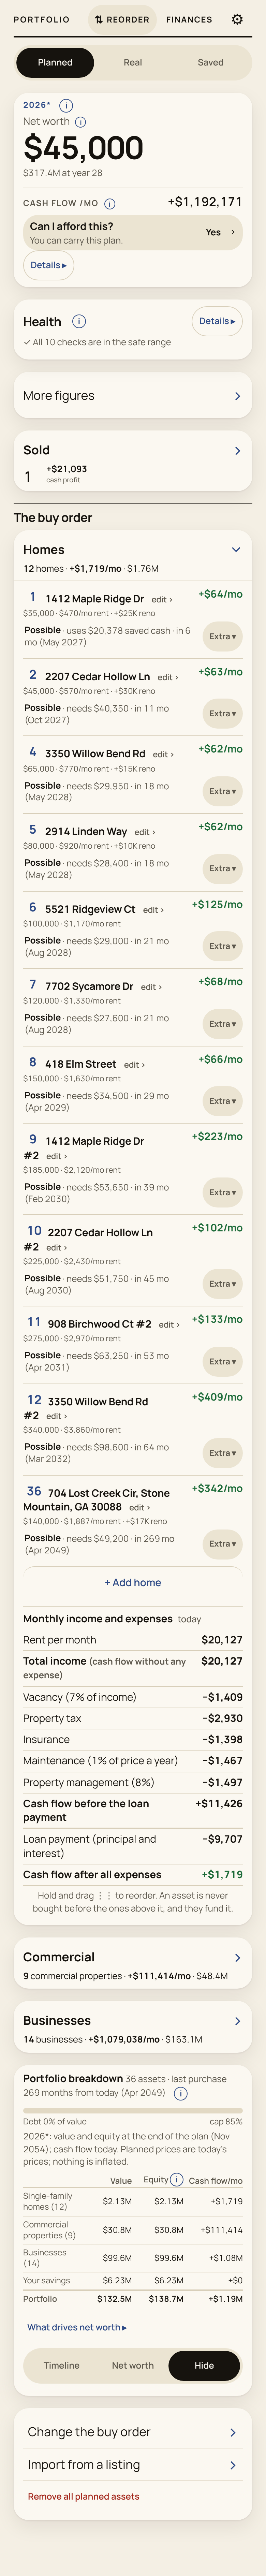 PORTFOLIO
⇅ REORDER
FINANCES
Planned
Real
Saved
2026* i
Net worth i
$45,000
$317.4M at year 28
CASH FLOW /MO i
+$1,192,171
Can I afford this?
You can carry this plan.
Yes ›
Details ▸
Health i
Details ▸
✓ All 10 checks are in the safe range
More figures
Sold
1
+$21,093
cash profit
The buy order
Homes
12 homes · +$1,719/mo · $1.76M
1 1412 Maple Ridge Dr edit ›
+$64/mo
$35,000 · $470/mo rent · +$25K reno
Possible · uses $20,378 saved cash · in 6
mo (May 2027)
Extra ▾
2 2207 Cedar Hollow Ln edit ›
+$63/mo
$45,000 · $570/mo rent · +$30K reno
Possible · needs $40,350 · in 11 mo
(Oct 2027)
Extra ▾
4 3350 Willow Bend Rd edit ›
+$62/mo
$65,000 · $770/mo rent · +$15K reno
Possible · needs $29,950 · in 18 mo
(May 2028)
Extra ▾
5 2914 Linden Way edit ›
+$62/mo
$80,000 · $920/mo rent · +$10K reno
Possible · needs $28,400 · in 18 mo
(May 2028)
Extra ▾
6 5521 Ridgeview Ct edit ›
+$125/mo
$100,000 · $1,170/mo rent
Possible · needs $29,000 · in 21 mo
(Aug 2028)
Extra ▾
7 7702 Sycamore Dr edit ›
+$68/mo
$120,000 · $1,330/mo rent
Possible · needs $27,600 · in 21 mo
(Aug 2028)
Extra ▾
8 418 Elm Street edit ›
+$66/mo
$150,000 · $1,630/mo rent
Possible · needs $34,500 · in 29 mo
(Apr 2029)
Extra ▾
9 1412 Maple Ridge Dr
#2 edit ›
+$223/mo
$185,000 · $2,120/mo rent
Possible · needs $53,650 · in 39 mo
(Feb 2030)
Extra ▾
10 2207 Cedar Hollow Ln
#2 edit ›
+$102/mo
$225,000 · $2,430/mo rent
Possible · needs $51,750 · in 45 mo
(Aug 2030)
Extra ▾
11 908 Birchwood Ct #2 edit ›
+$133/mo
$275,000 · $2,970/mo rent
Possible · needs $63,250 · in 53 mo
(Apr 2031)
Extra ▾
12 3350 Willow Bend Rd
#2 edit ›
+$409/mo
$340,000 · $3,860/mo rent
Possible · needs $98,600 · in 64 mo
(Mar 2032)
Extra ▾
36 704 Lost Creek Cir, Stone
Mountain, GA 30088 edit ›
+$342/mo
$140,000 · $1,887/mo rent · +$17K reno
Possible · needs $49,200 · in 269 mo
(Apr 2049)
Extra ▾
+ Add home
Monthly income and expenses today
Rent per month $20,127
Total income (cash flow without any
expense) $20,127
Vacancy (7% of income) −$1,409
Property tax −$2,930
Insurance −$1,398
Maintenance (1% of price a year) −$1,467
Property management (8%) −$1,497
Cash flow before the loan
payment +$11,426
Loan payment (principal and
interest) −$9,707
Cash flow after all expenses +$1,719
Hold and drag ⋮⋮ to reorder. An asset is never
bought before the ones above it, and they fund it.
Commercial
9 commercial properties · +$111,414/mo · $48.4M
Businesses
14 businesses · +$1,079,038/mo · $163.1M
Portfolio breakdown 36 assets · last purchase
269 months from today (Apr 2049) i
Debt 0% of value
cap 85%
2026*: value and equity at the end of the plan (Nov
2054); cash flow today. Planned prices are today's
prices; nothing is inflated.
Value Equity i Cash flow/mo
Single-family
homes (12) $2.13M $2.13M +$1,719
Commercial
properties (9) $30.8M $30.8M +$111,414
Businesses
(14) $99.6M $99.6M +$1.08M
Your savings $6.23M $6.23M +$0
Portfolio $132.5M $138.7M +$1.19M
What drives net worth ▸
Timeline
Net worth
Hide
Change the buy order
Import from a listing
Remove all planned assets